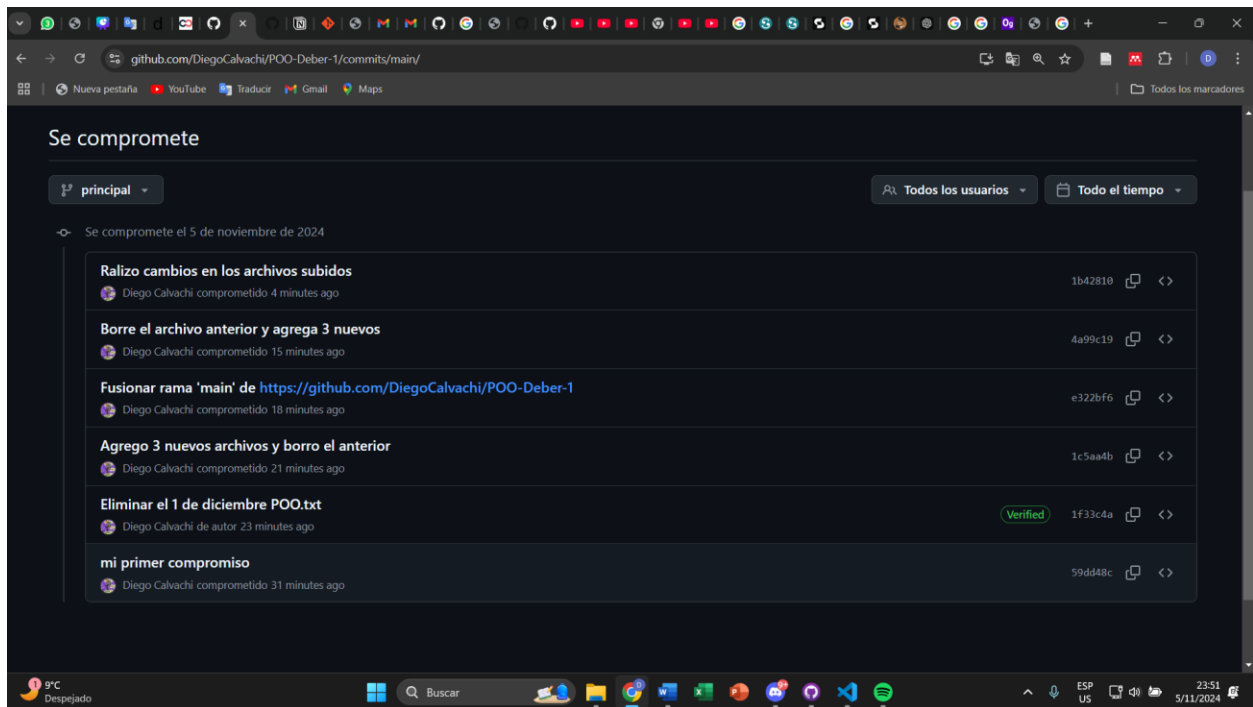 github.com/DiegoCalvachi/POO-Deber-1/commits/main/
Nueva pestaña YouTube Traducir Gmail Maps Todos los marcadores
Se compromete
principal Todos los usuarios Todo el tiempo
Se compromete el 5 de noviembre de 2024
Ralizo cambios en los archivos subidos
Diego Calvachi comprometido 4 minutes ago
1b42810
Borre el archivo anterior y agrega 3 nuevos
Diego Calvachi comprometido 15 minutes ago
4a99c19
Fusionar rama 'main' de https://github.com/DiegoCalvachi/POO-Deber-1
Diego Calvachi comprometido 18 minutes ago
e322bf6
Agrego 3 nuevos archivos y borro el anterior
Diego Calvachi comprometido 21 minutes ago
1c5aa4b
Eliminar el 1 de diciembre POO.txt
Diego Calvachi de autor 23 minutes ago
Verified 1f33c4a
mi primer compromiso
Diego Calvachi comprometido 31 minutes ago
59dd48c
1
9°C
Despejado
Buscar
ESP
US
23:51
5/11/2024